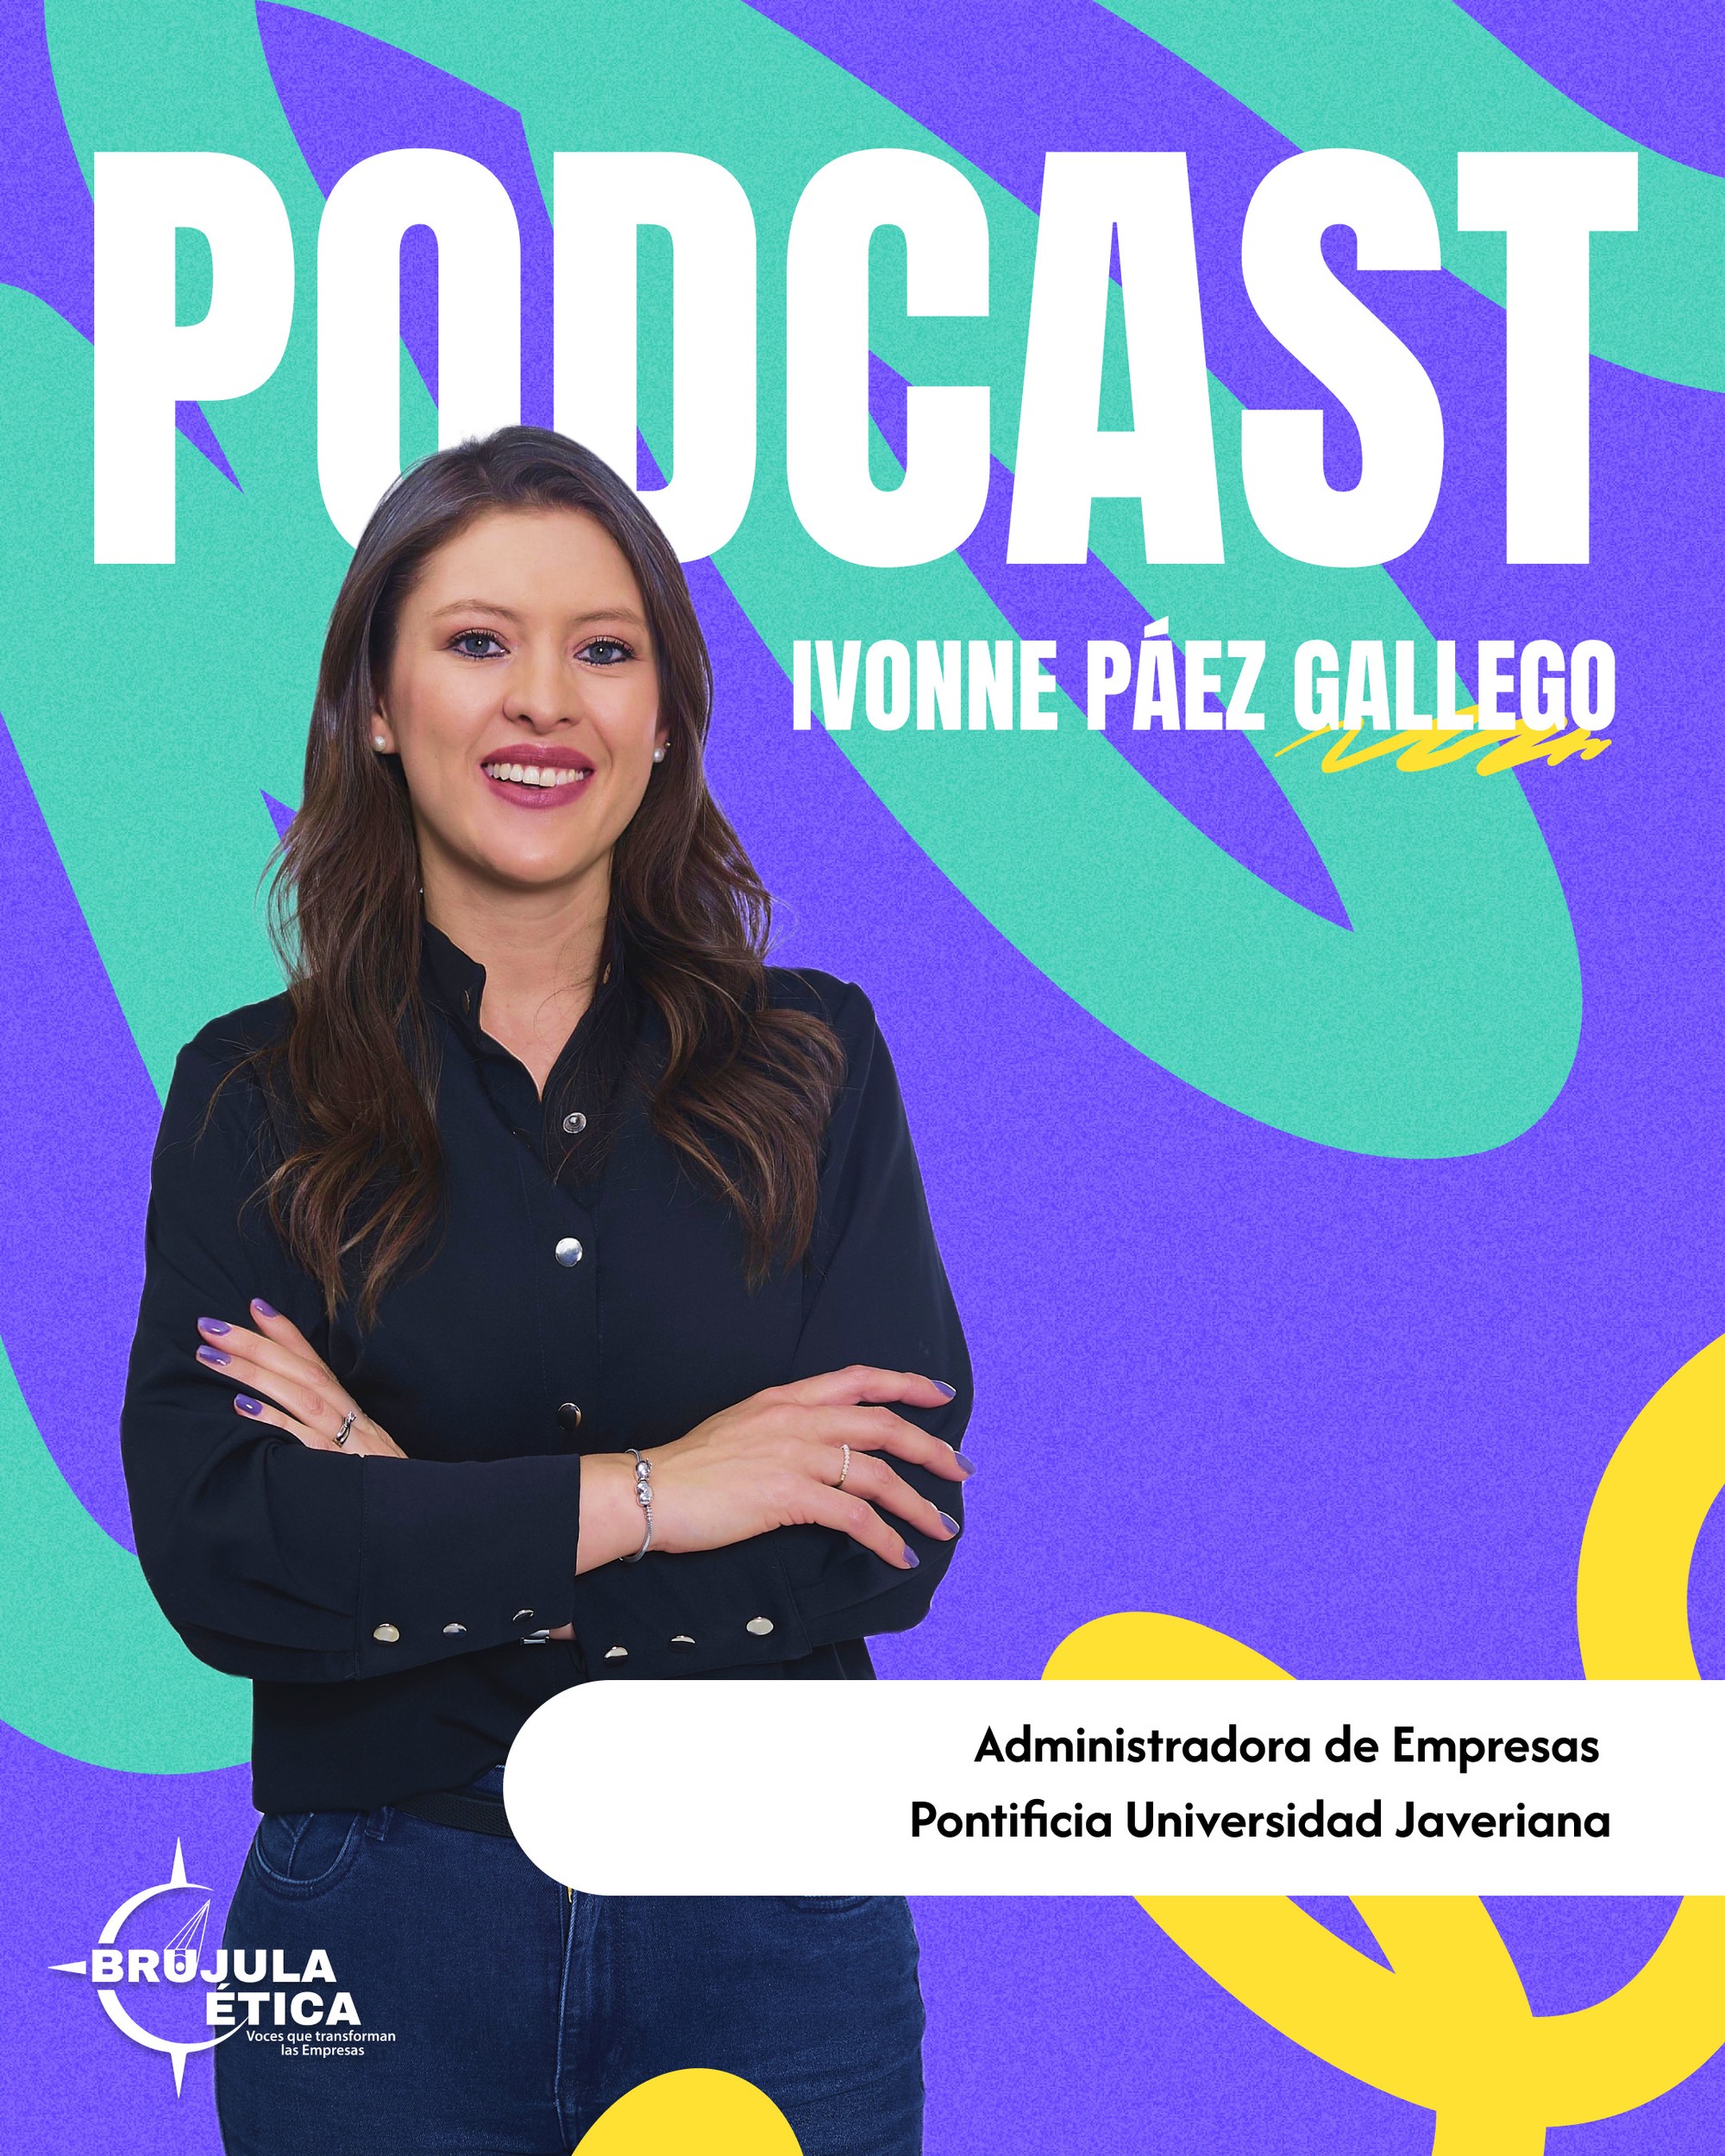 PODCAST
IVONNE PÁEZ GALLEGO
Administradora de Empresas
Pontificia Universidad Javeriana
BRÚJULA
ÉTICA
Voces que transforman
las Empresas